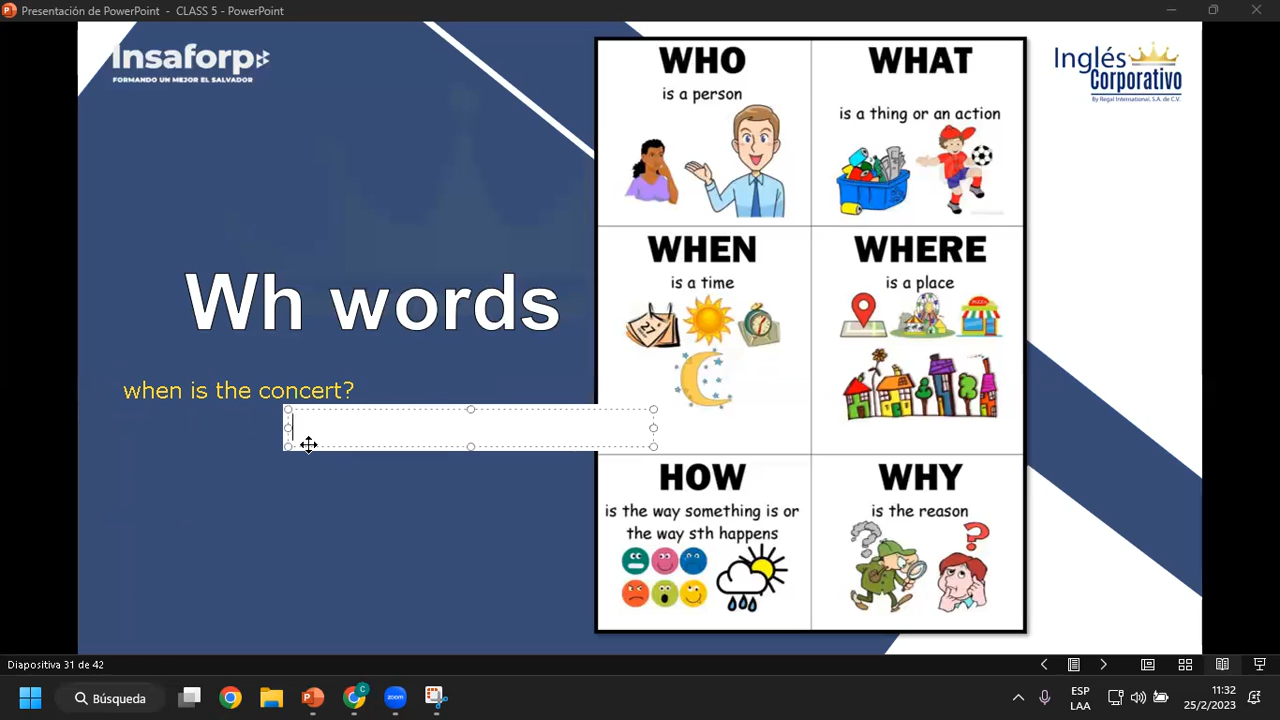 Presentación de PowerPoint - CLASS 5 - PowerPoint
Insaforp
FORMANDO UN MEJOR EL SALVADOR
Inglés
Corporativo
By Regal International, S.A. de C.V.
Wh words
when is the concert?
WHO
is a person
WHAT
is a thing or an action
WHEN
is a time
27
WHERE
is a place
PIZZA
HOW
is the way something is or
the way sth happens
WHY
is the reason
Diapositiva 31 de 42
Búsqueda
zoom
ESP
LAA
11:32
25/2/2023